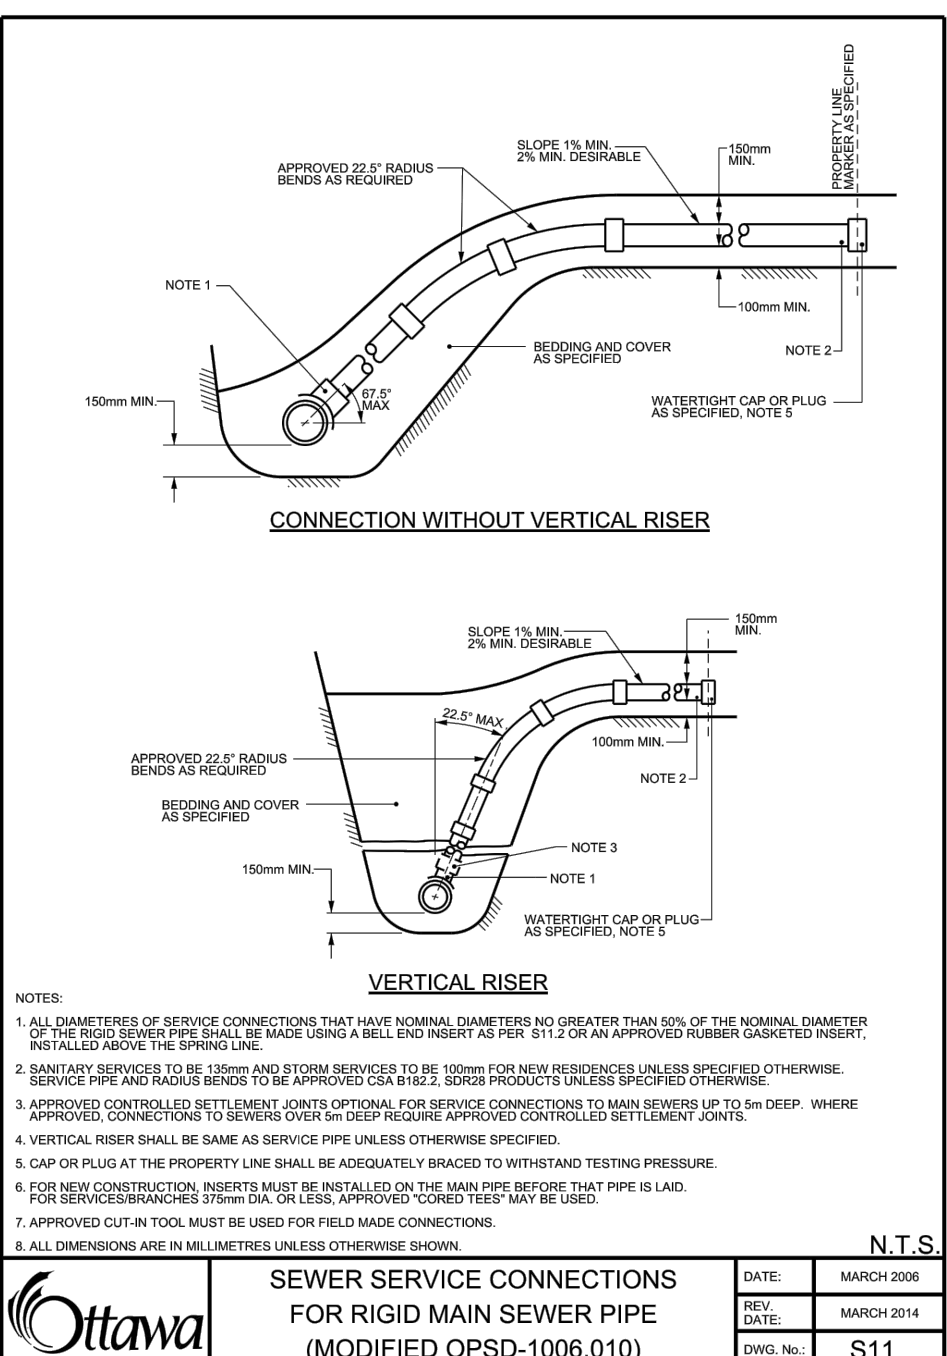 PROPERTY LINE
MARKER AS SPECIFIED
SLOPE 1% MIN.
2% MIN. DESIRABLE
150mm
MIN.
APPROVED 22.5° RADIUS
BENDS AS REQUIRED
NOTE 1
100mm MIN.
BEDDING AND COVER
AS SPECIFIED
NOTE 2
67.5°
MAX
150mm MIN.
WATERTIGHT CAP OR PLUG
AS SPECIFIED, NOTE 5
CONNECTION WITHOUT VERTICAL RISER
150mm
MIN.
SLOPE 1% MIN.
2% MIN. DESIRABLE
22.5° MAX.
100mm MIN.
APPROVED 22.5° RADIUS
BENDS AS REQUIRED
NOTE 2
BEDDING AND COVER
AS SPECIFIED
NOTE 3
150mm MIN.
NOTE 1
WATERTIGHT CAP OR PLUG
AS SPECIFIED, NOTE 5
VERTICAL RISER
NOTES:
1. ALL DIAMETERES OF SERVICE CONNECTIONS THAT HAVE NOMINAL DIAMETERS NO GREATER THAN 50% OF THE NOMINAL DIAMETER
OF THE RIGID SEWER PIPE SHALL BE MADE USING A BELL END INSERT AS PER S11.2 OR AN APPROVED RUBBER GASKETED INSERT,
INSTALLED ABOVE THE SPRING LINE.
2. SANITARY SERVICES TO BE 135mm AND STORM SERVICES TO BE 100mm FOR NEW RESIDENCES UNLESS SPECIFIED OTHERWISE.
SERVICE PIPE AND RADIUS BENDS TO BE APPROVED CSA B182.2, SDR28 PRODUCTS UNLESS SPECIFIED OTHERWISE.
3. APPROVED CONTROLLED SETTLEMENT JOINTS OPTIONAL FOR SERVICE CONNECTIONS TO MAIN SEWERS UP TO 5m DEEP. WHERE
APPROVED, CONNECTIONS TO SEWERS OVER 5m DEEP REQUIRE APPROVED CONTROLLED SETTLEMENT JOINTS.
4. VERTICAL RISER SHALL BE SAME AS SERVICE PIPE UNLESS OTHERWISE SPECIFIED.
5. CAP OR PLUG AT THE PROPERTY LINE SHALL BE ADEQUATELY BRACED TO WITHSTAND TESTING PRESSURE.
6. FOR NEW CONSTRUCTION, INSERTS MUST BE INSTALLED ON THE MAIN PIPE BEFORE THAT PIPE IS LAID.
FOR SERVICES/BRANCHES 375mm DIA. OR LESS, APPROVED "CORED TEES" MAY BE USED.
7. APPROVED CUT-IN TOOL MUST BE USED FOR FIELD MADE CONNECTIONS.
8. ALL DIMENSIONS ARE IN MILLIMETRES UNLESS OTHERWISE SHOWN.
N.T.S.
Ottawa
SEWER SERVICE CONNECTIONS
FOR RIGID MAIN SEWER PIPE
(MODIFIED OPSD-1006.010)
DATE: MARCH 2006
REV.
DATE: MARCH 2014
DWG. No.: S11